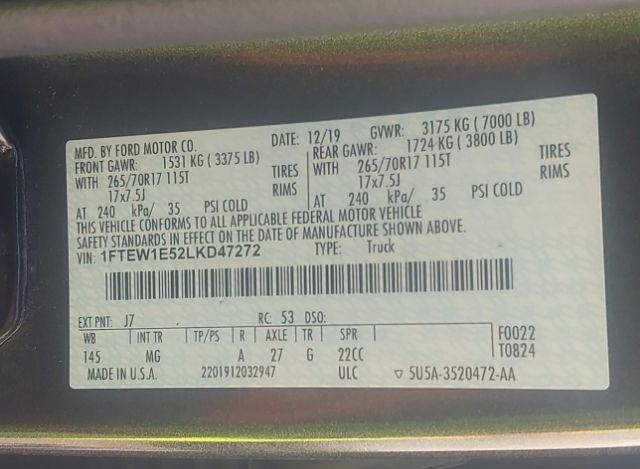 MFD. BY FORD MOTOR CO. DATE: 12/19 GVWR: 3175 KG ( 7000 LB)
FRONT GAWR: 1531 KG ( 3375 LB) REAR GAWR: 1724 KG ( 3800 LB)
WITH 265/70R17 115T TIRES WITH 265/70R17 115T TIRES
17x7.5J RIMS 17x7.5J RIMS
AT 240 kPa/ 35 PSI COLD AT 240 kPa/ 35 PSI COLD
THIS VEHICLE CONFORMS TO ALL APPLICABLE FEDERAL MOTOR VEHICLE
SAFETY STANDARDS IN EFFECT ON THE DATE OF MANUFACTURE SHOWN ABOVE.
VIN: 1FTEW1E52LKD47272 TYPE: Truck
EXT PNT: J7 RC: 53 DSO:
WB INT TR TP/PS R AXLE TR SPR F0022
145 MG A 27 G 22CC T0824
MADE IN U.S.A. 2201912032947 ULC ▽ 5U5A-3520472-AA